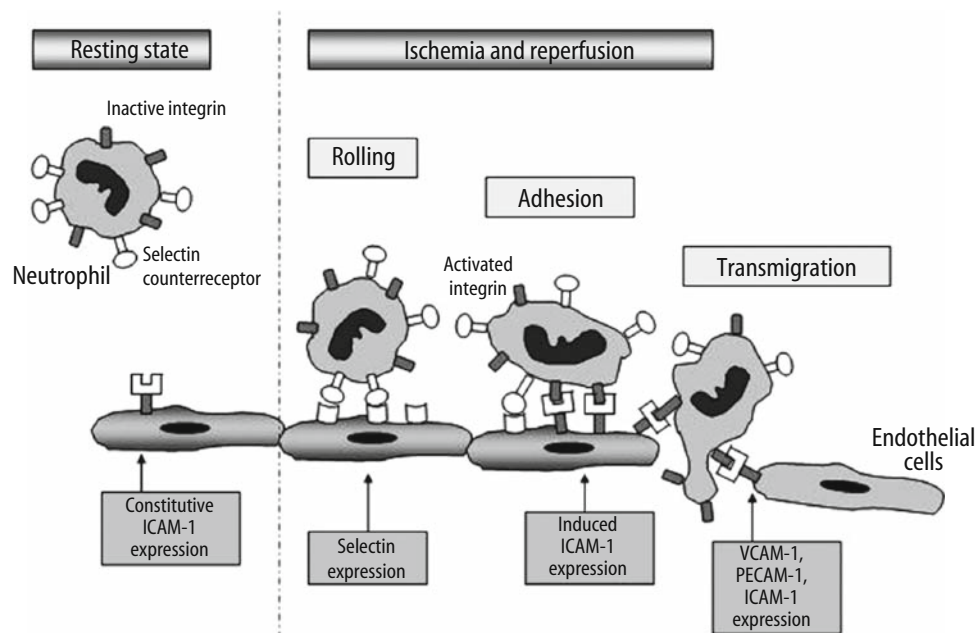 Resting state
Ischemia and reperfusion
Inactive integrin
Rolling
Adhesion
Selectin
counterreceptor
Neutrophil
Activated
integrin
Transmigration
Endothelial
cells
Constitutive
ICAM-1
expression
Selectin
expression
Induced
ICAM-1
expression
VCAM-1,
PECAM-1,
ICAM-1
expression